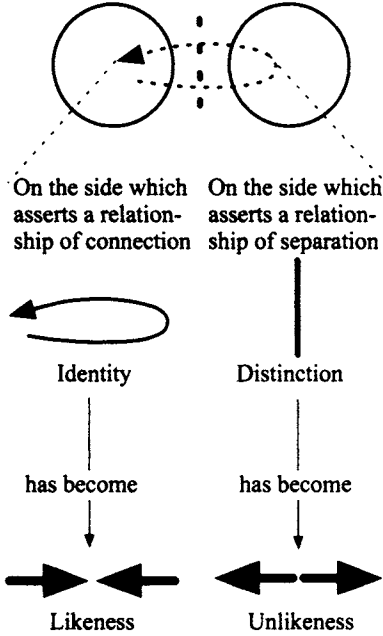 On the side which
asserts a relation-
ship of connection
On the side which
asserts a relation-
ship of separation
Identity
Distinction
has become
has become
Likeness
Unlikeness